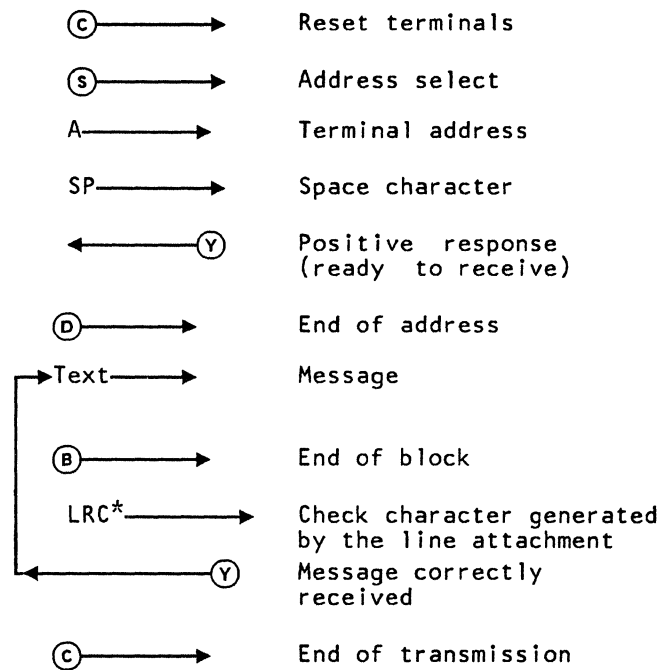 C Reset terminals
S Address select
A Terminal address
SP Space character
Y Positive response
(ready to receive)
D End of address
Text Message
B End of block
LRC* Check character generated
by the line attachment
Y Message correctly
received
C End of transmission